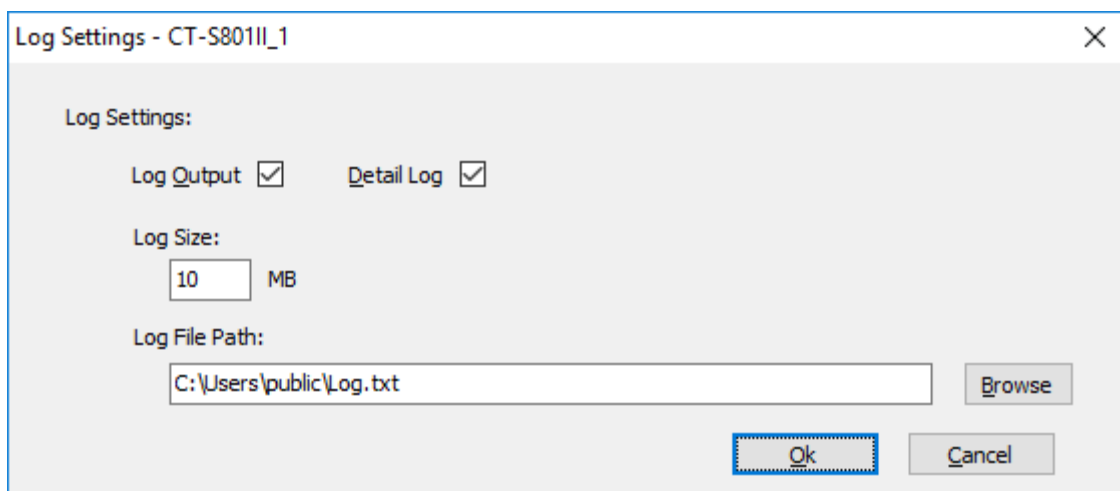 Log Settings - CT-S801II_1
Log Settings:
Log Output Detail Log
Log Size:
10 MB
Log File Path:
C:\Users\public\Log.txt Browse
Ok Cancel